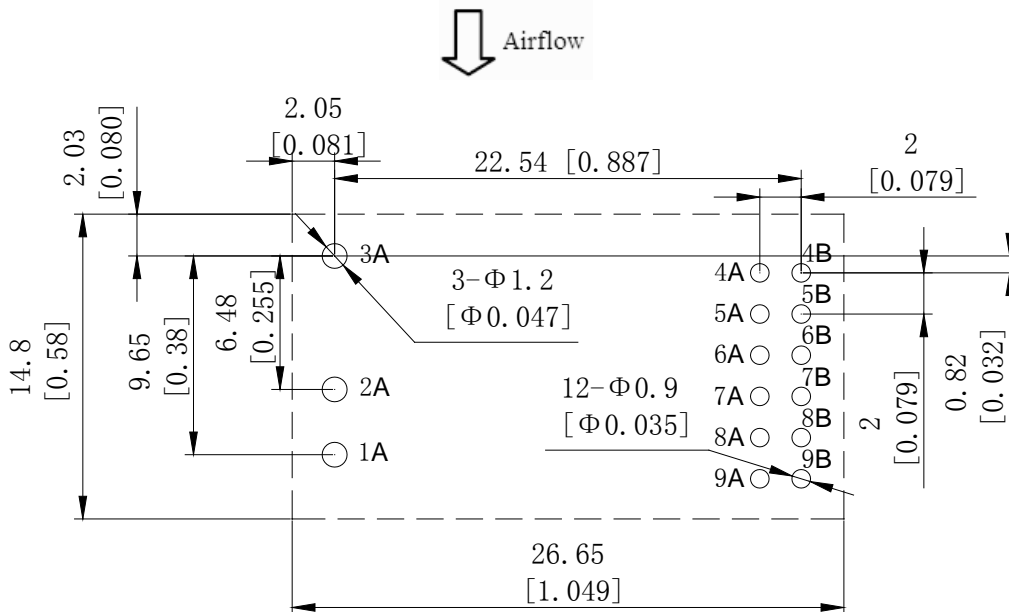 Airflow
2.05
[0.081]
2.03
[0.080]
22.54 [0.887]
2
[0.079]
3A
4B
4A
3-Φ1.2
[Φ0.047]
5B
5A
6B
6A
6.48
[0.255]
9.65
[0.38]
14.8
[0.58]
0.82
[0.032]
2
[0.079]
2A
12-Φ0.9
[Φ0.035]
7B
7A
8B
8A
1A
9B
9A
26.65
[1.049]